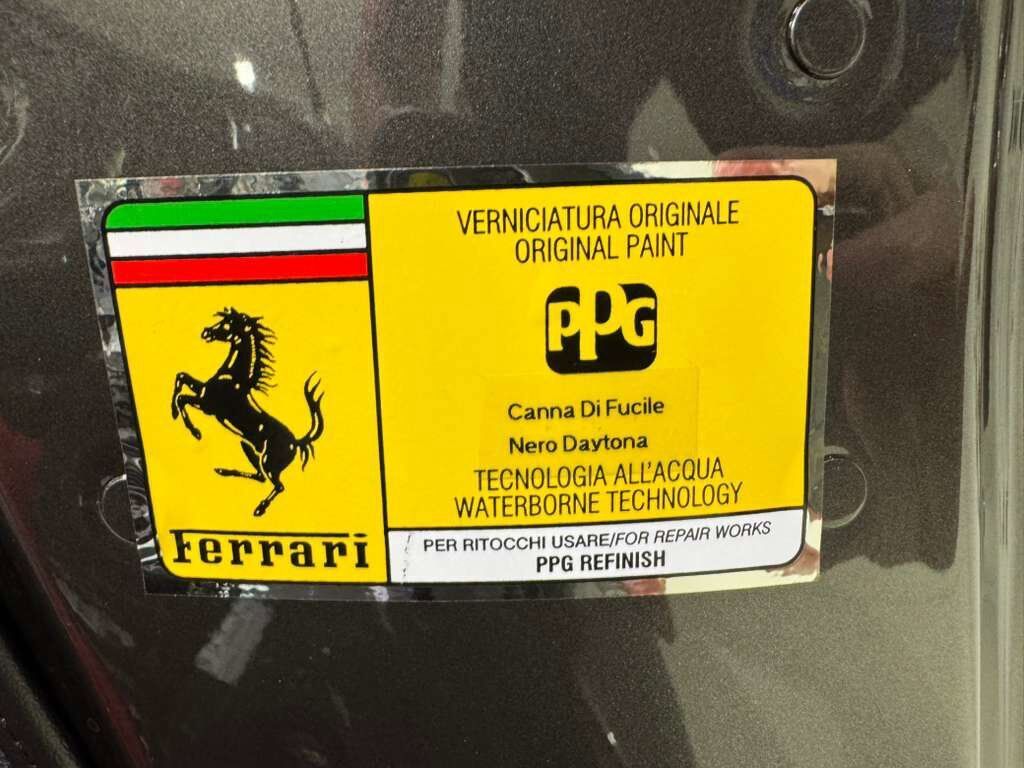 Ferrari
VERNICIATURA ORIGINALE
ORIGINAL PAINT
PPG
Canna Di Fucile
Nero Daytona
TECNOLOGIA ALL'ACQUA
WATERBORNE TECHNOLOGY
PER RITOCCHI USARE/FOR REPAIR WORKS
PPG REFINISH